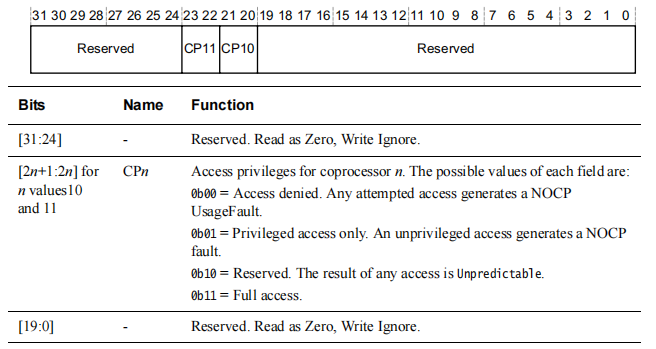 31 30 29 28 27 26 25 24 23 22 21 20 19 18 17 16 15 14 13 12 11 10 9 8 7 6 5 4 3 2 1 0
Reserved CP11 CP10 Reserved
Bits Name Function
[31:24] - Reserved. Read as Zero, Write Ignore.
[2n+1:2n] for CPn Access privileges for coprocessor n. The possible values of each field are:
n values10 0b00 = Access denied. Any attempted access generates a NOCP
and 11 UsageFault.
0b01 = Privileged access only. An unprivileged access generates a NOCP
fault.
0b10 = Reserved. The result of any access is Unpredictable.
0b11 = Full access.
[19:0] - Reserved. Read as Zero, Write Ignore.